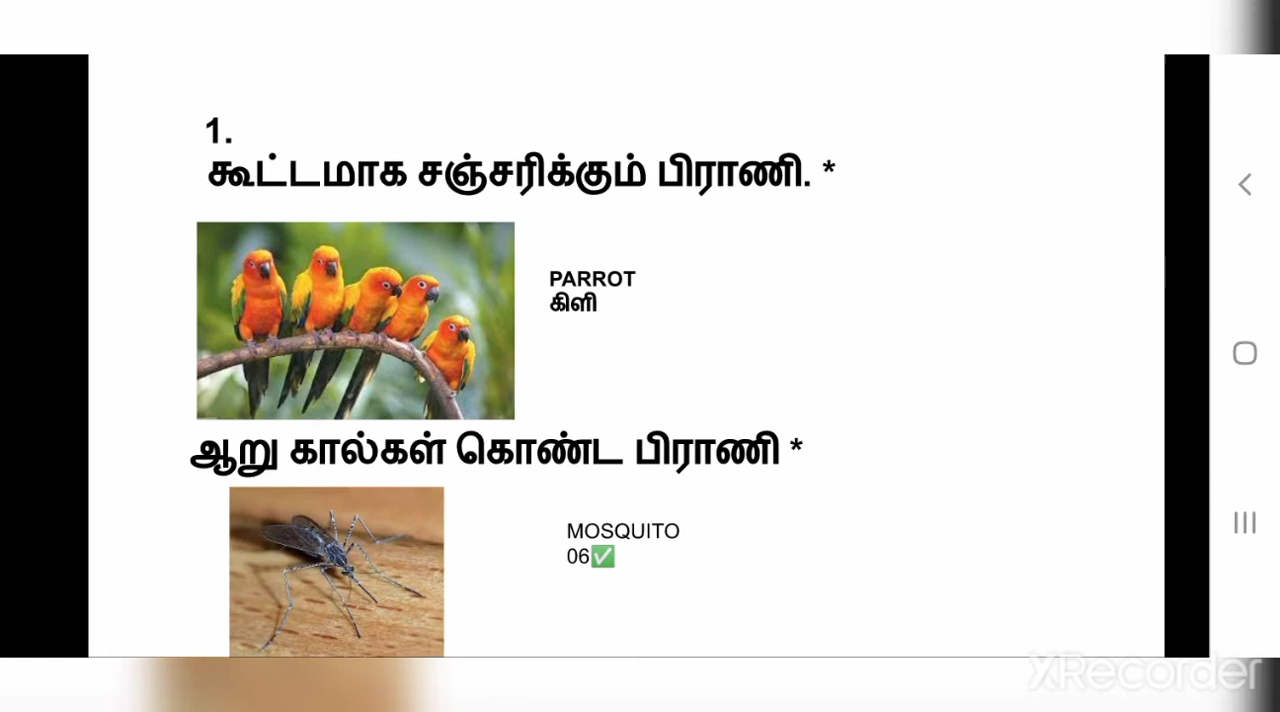 1.
கூட்டமாக சஞ்சரிக்கும் பிராணி. *
PARROT
கிளி
ஆறு கால்கள் கொண்ட பிராணி *
MOSQUITO
06✅
XRecorder